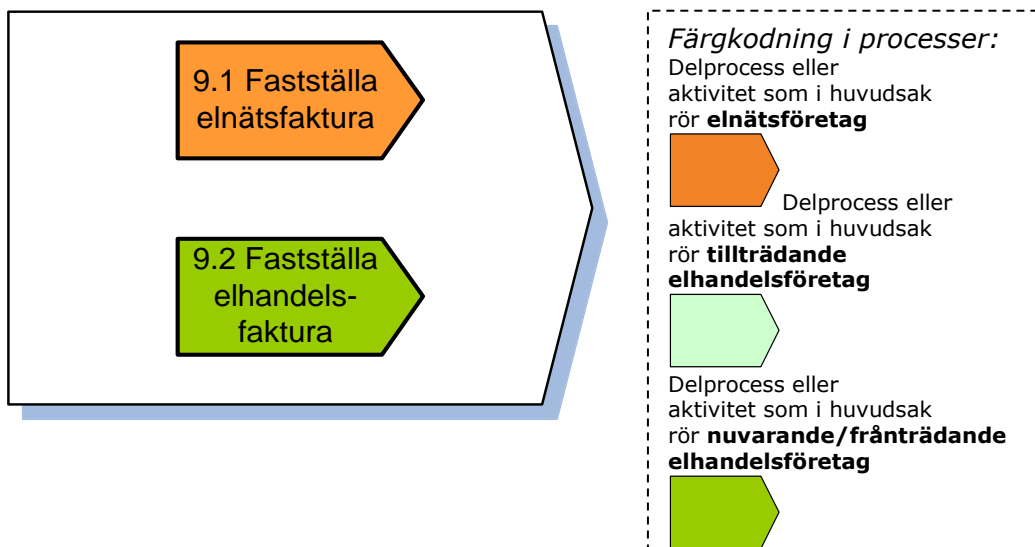 9.1 Fastställa
elnätsfaktura
9.2 Fastställa
elhandels-
faktura
Färgkodning i processer:
Delprocess eller
aktivitet som i huvudsak
rör elnätsföretag
Delprocess eller
aktivitet som i huvudsak
rör tillträdande
elhandelsföretag
Delprocess eller
aktivitet som i huvudsak
rör nuvarande/frånträdande
elhandelsföretag